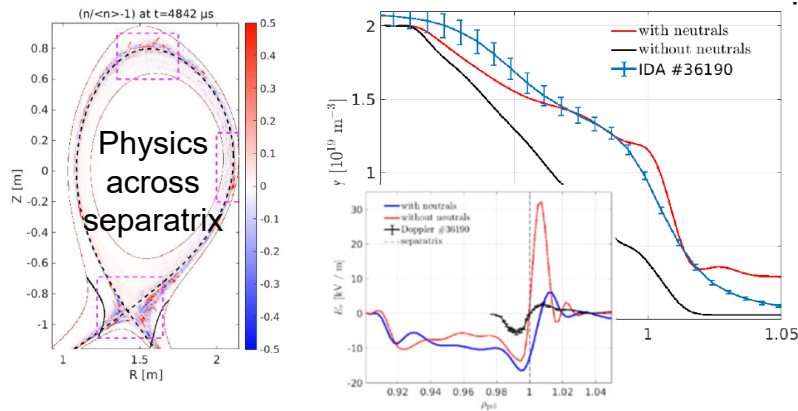 (n/<n>-1) at t=4842 μs
0.8
0.6
0.4
0.2
0
-0.2
-0.4
-0.6
-0.8
-1
Z [m]
1
1.5
2
R [m]
Physics
across
separatrix
0.5
0.4
0.3
0.2
0.1
0
-0.1
-0.2
-0.3
-0.4
-0.5
2
1.5
1
y [10^19 m^-3]
with neutrals
without neutrals
IDA #36190
1
1.05
with neutrals
without neutrals
Doppler #36190
separatrix
30
20
10
0
-10
-20
E_r [kV / m]
0.92
0.94
0.96
0.98
1
1.02
1.04
ρ_pol